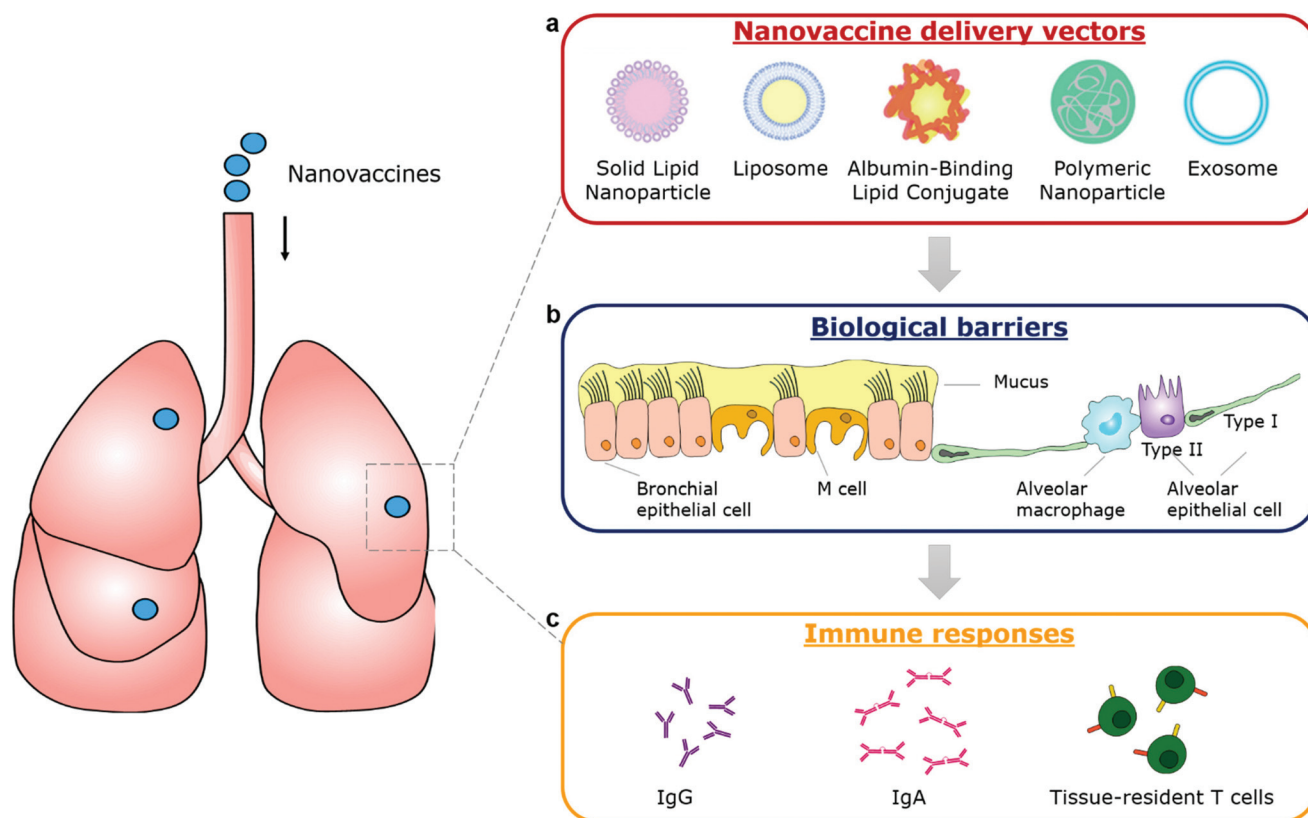 Nanovaccines
a
Nanovaccine delivery vectors
Solid Lipid
Nanoparticle
Liposome
Albumin-Binding
Lipid Conjugate
Polymeric
Nanoparticle
Exosome
b
Biological barriers
Mucus
Type I
Type II
Bronchial
epithelial cell
M cell
Alveolar
macrophage
Alveolar
epithelial cell
c
Immune responses
IgG
IgA
Tissue-resident T cells